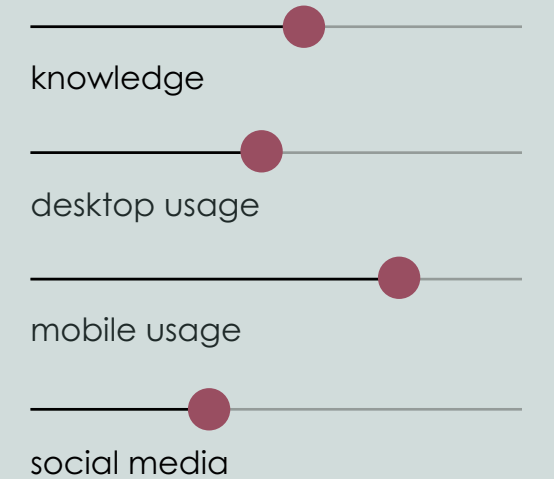 knowledge
desktop usage
mobile usage
social media